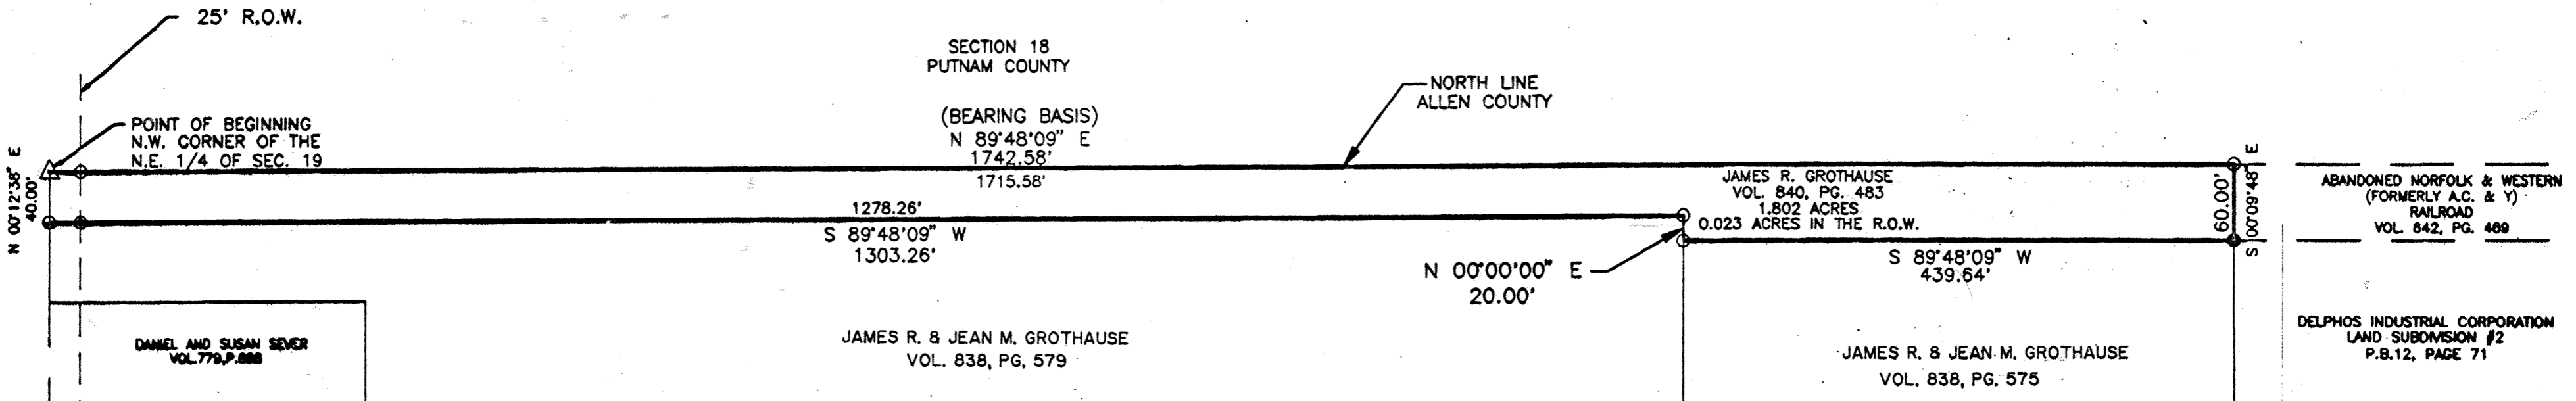 25' R.O.W.
SECTION 18
PUTNAM COUNTY
NORTH LINE
ALLEN COUNTY
POINT OF BEGINNING
N.W. CORNER OF THE
N.E. 1/4 OF SEC. 19
(BEARING BASIS)
N 89°48'09" E
1742.58'
1715.58'
N 00°12'38" E
40.00'
1278.26'
S 89°48'09" W
1303.26'
JAMES R. GROTHAUSE
VOL. 840, PG. 483
1.802 ACRES
0.023 ACRES IN THE R.O.W.
60.00'
S 00°09'48" E
ABANDONED NORFOLK & WESTERN
(FORMERLY A.C. & Y)
RAILROAD
VOL. 642, PG. 469
N 00°00'00" E
20.00'
S 89°48'09" W
439.64'
DANIEL AND SUSAN SEVER
VOL.779,P.
JAMES R. & JEAN M. GROTHAUSE
VOL. 838, PG. 579
JAMES R. & JEAN M. GROTHAUSE
VOL. 838, PG. 575
DELPHOS INDUSTRIAL CORPORATION
LAND SUBDIVISION #2
P.B.12, PAGE 71